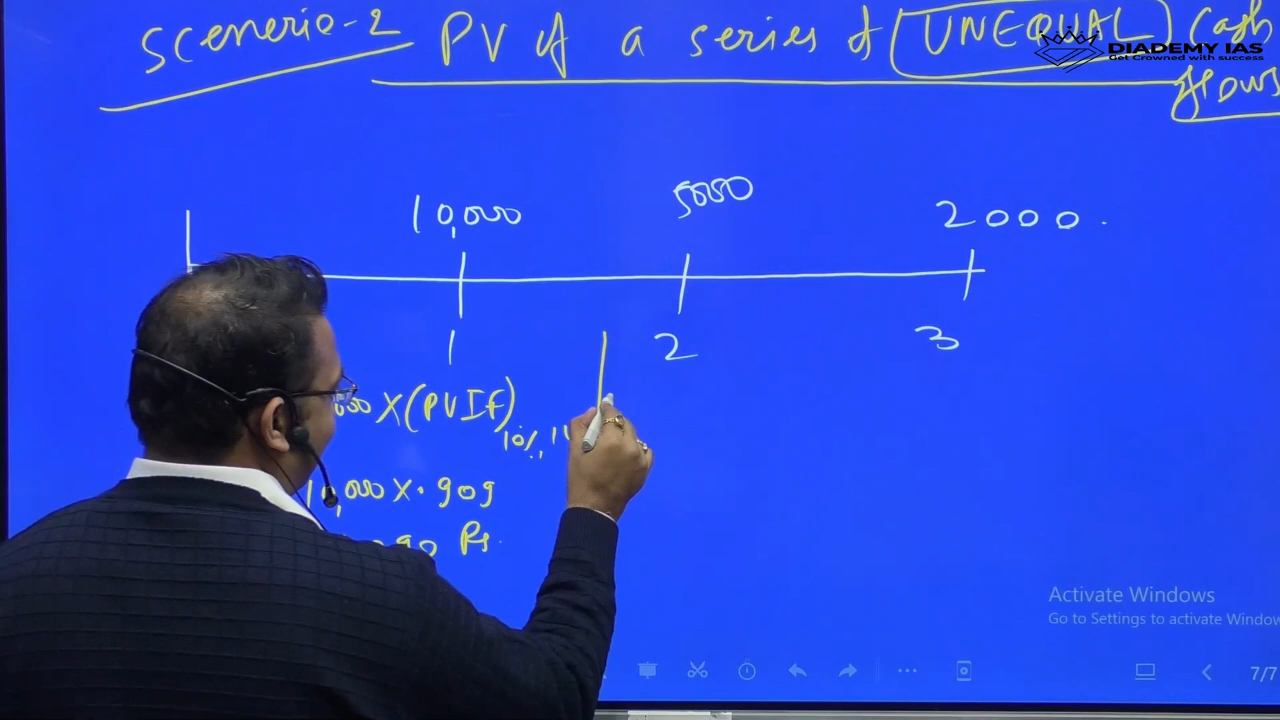 Scenerio-2 PV of a series of UNEQUAL Cash
flows
DIADEMY IAS
Get Crowned with success
10,000 5000 2000.
1 2 3
X (PVIf) 10%, 1
10,000 X .909
Rs.
Activate Windows
Go to Settings to activate Window
7/7